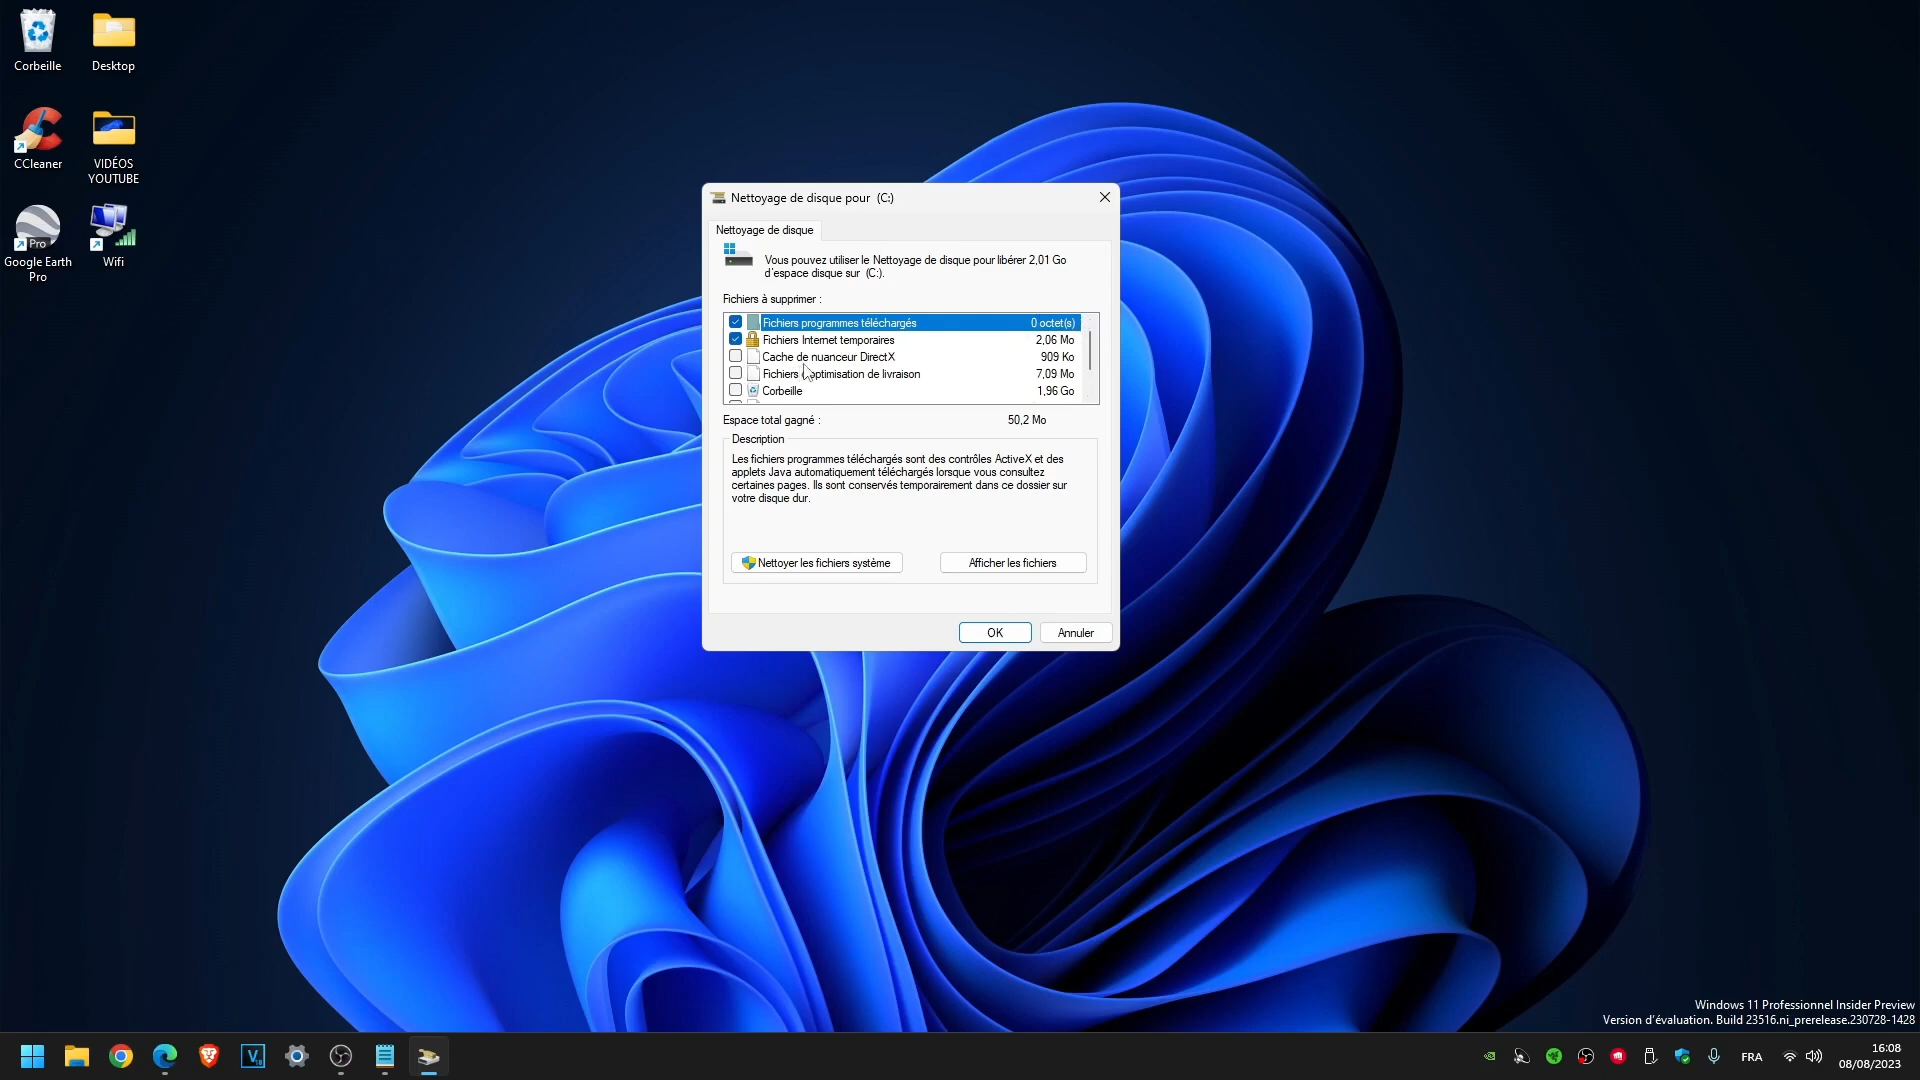 Corbeille
Desktop
CCleaner
VIDÉOS
YOUTUBE
Pro
Google Earth
Pro
Wifi
Nettoyage de disque pour (C:)
Nettoyage de disque
Vous pouvez utiliser le Nettoyage de disque pour libérer 2,01 Go
d'espace disque sur (C:).
Fichiers à supprimer :
Fichiers programmes téléchargés 0 octet(s)
Fichiers Internet temporaires 2,06 Mo
Cache de nuanceur DirectX 909 Ko
Fichiers optimisation de livraison 7,09 Mo
Corbeille 1,96 Go
Espace total gagné : 50,2 Mo
Description
Les fichiers programmes téléchargés sont des contrôles ActiveX et des
applets Java automatiquement téléchargés lorsque vous consultez
certaines pages. Ils sont conservés temporairement dans ce dossier sur
votre disque dur.
Nettoyer les fichiers système
Afficher les fichiers
OK
Annuler
Windows 11 Professionnel Insider Preview
Version d'évaluation. Build 23516.ni_prerelease.230728-1428
FRA
16:08
08/08/2023